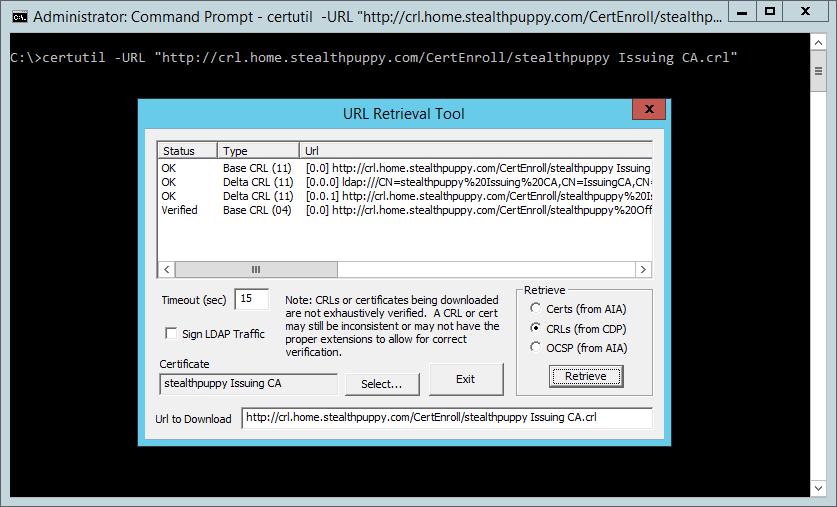 Administrator: Command Prompt - certutil -URL "http://crl.home.stealthpuppy.com/CertEnroll/stealthp...
C:\>certutil -URL "http://crl.home.stealthpuppy.com/CertEnroll/stealthpuppy Issuing CA.crl"
URL Retrieval Tool
Status Type Url
OK Base CRL (11) [0.0] http://crl.home.stealthpuppy.com/CertEnroll/stealthpuppy Issuing
OK Delta CRL (11) [0.0.0] ldap:///CN=stealthpuppy%20Issuing%20CA,CN=IssuingCA,CN=
OK Delta CRL (11) [0.0.1] http://crl.home.stealthpuppy.com/CertEnroll/stealthpuppy%20Is
Verified Base CRL (04) [0.0] http://crl.home.stealthpuppy.com/CertEnroll/stealthpuppy%20Off
Timeout (sec) 15
Sign LDAP Traffic
Note: CRLs or certificates being downloaded
are not exhaustively verified. A CRL or cert
may still be inconsistent or may not have the
proper extensions to allow for correct
verification.
Retrieve
Certs (from AIA)
CRLs (from CDP)
OCSP (from AIA)
Retrieve
Certificate
stealthpuppy Issuing CA
Select...
Exit
Url to Download http://crl.home.stealthpuppy.com/CertEnroll/stealthpuppy Issuing CA.crl